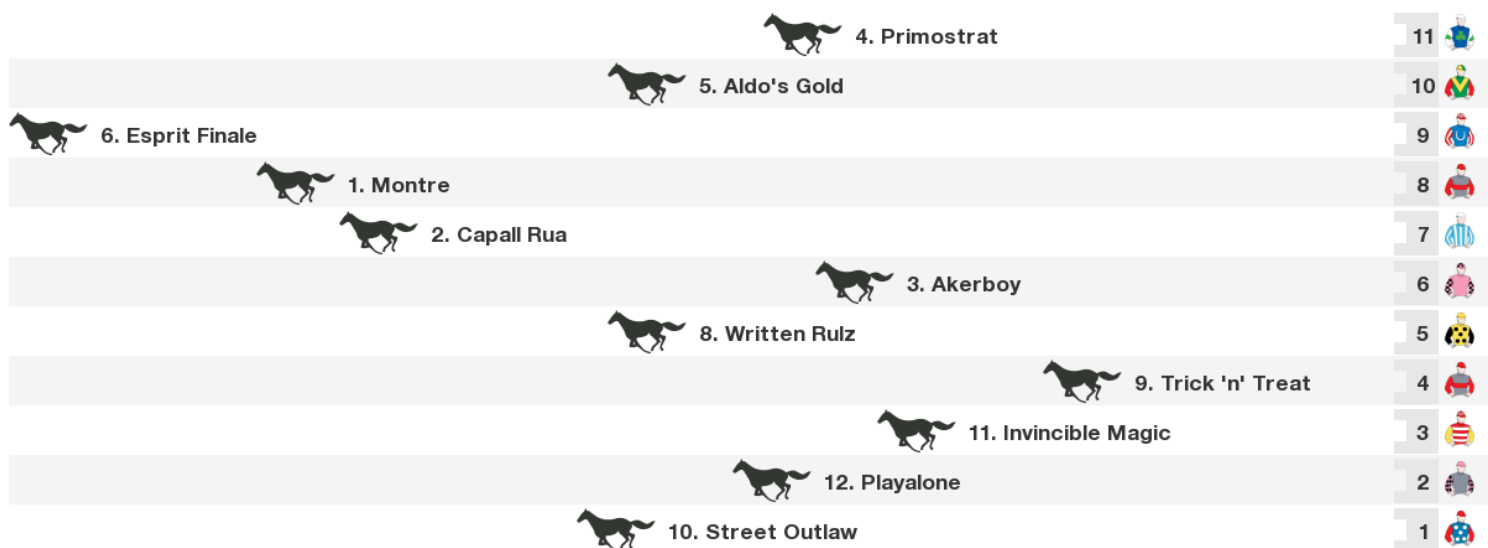 4. Primostrat 11
5. Aldo's Gold 10
6. Esprit Finale 9
1. Montre 8
2. Capall Rua 7
3. Akerboy 6
8. Written Rulz 5
9. Trick 'n' Treat 4
11. Invincible Magic 3
12. Playalone 2
10. Street Outlaw 1